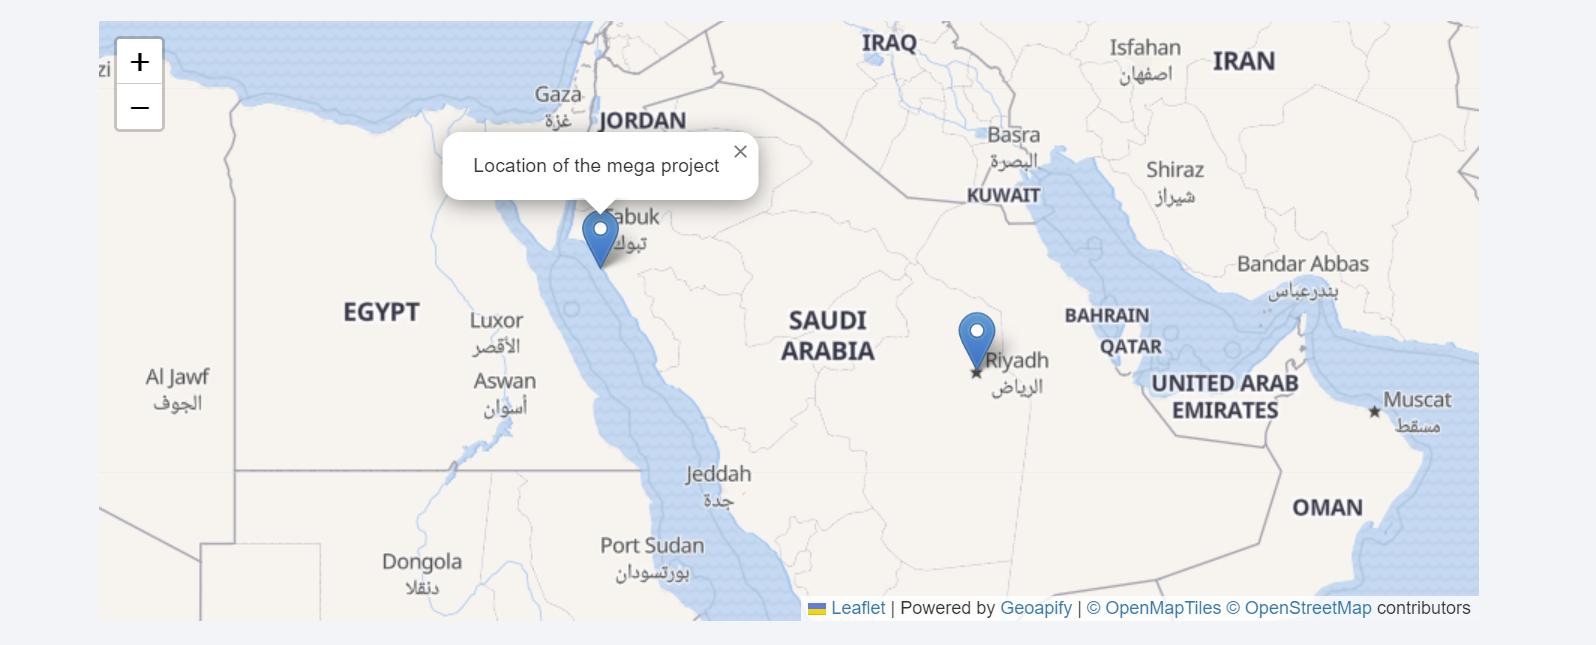 +
−
zi
IRAQ
Isfahan
اصفهان
IRAN
Gaza
غزة
JORDAN
Basra
البصرة
Location of the mega project
×
Shiraz
شیراز
KUWAIT
تبوك
Bandar Abbas
بندرعباس
EGYPT
Luxor
الأقصر
SAUDI
ARABIA
BAHRAIN
QATAR
Riyadh
الرياض
Al Jawf
الجوف
Aswan
أسوان
UNITED ARAB
EMIRATES
Muscat
مسقط
Jeddah
جدة
OMAN
Port Sudan
بورتسودان
Dongola
دنقلا
Leaflet | Powered by Geoapify | © OpenMapTiles © OpenStreetMap contributors